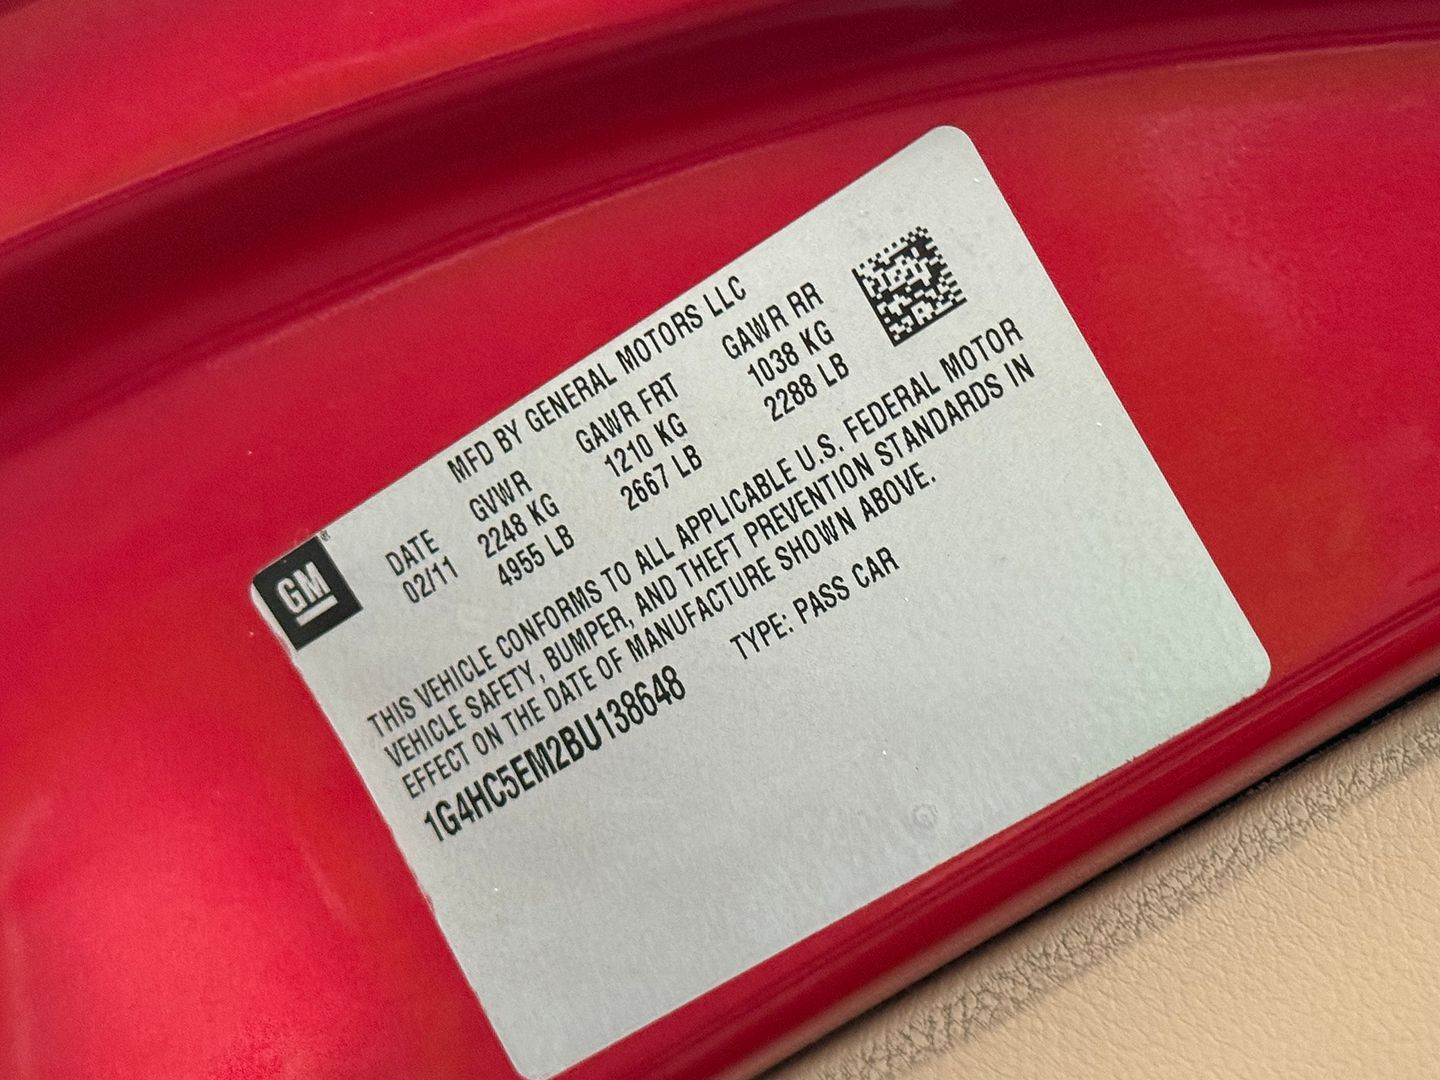 GM
MFD BY GENERAL MOTORS LLC
DATE GVWR GAWR FRT GAWR RR
02/11 2248 KG 1210 KG 1038 KG
4955 LB 2667 LB 2288 LB
THIS VEHICLE CONFORMS TO ALL APPLICABLE U.S. FEDERAL MOTOR
VEHICLE SAFETY, BUMPER, AND THEFT PREVENTION STANDARDS IN
EFFECT ON THE DATE OF MANUFACTURE SHOWN ABOVE.
1G4HC5EM2BU138648 TYPE: PASS CAR